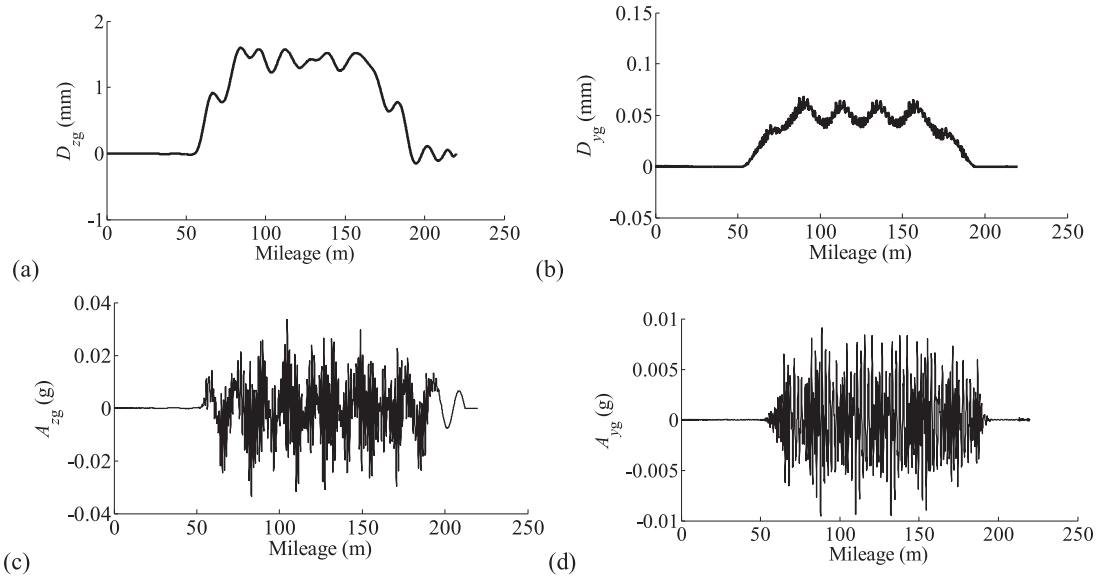 2
1
0
-1
D_zg (mm)
0 50 100 150 200 250
Mileage (m)
(a)
0.15
0.10
0.05
0
-0.05
D_yg (mm)
0 50 100 150 200 250
Mileage (m)
(b)
0.04
0.02
0
-0.02
-0.04
A_zg (g)
0 50 100 150 200 250
Mileage (m)
(c)
0.01
0.005
0
-0.005
-0.01
A_yg (g)
0 50 100 150 200 250
Mileage (m)
(d)